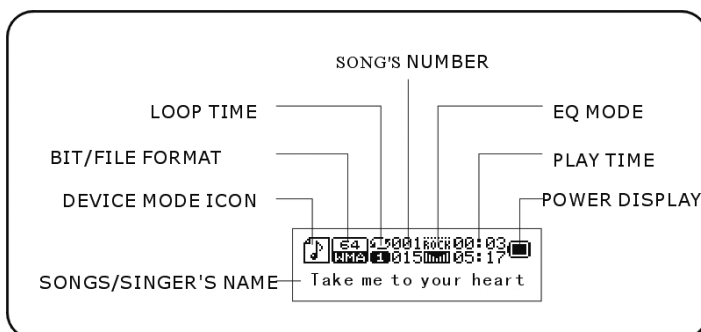 SONG'S NUMBER
LOOP TIME
EQ MODE
BIT/FILE FORMAT
PLAY TIME
DEVICE MODE ICON
POWER DISPLAY
64 001 ROCK 00:03
WMA 1 015 05:17
SONGS/SINGER'S NAME
Take me to your heart